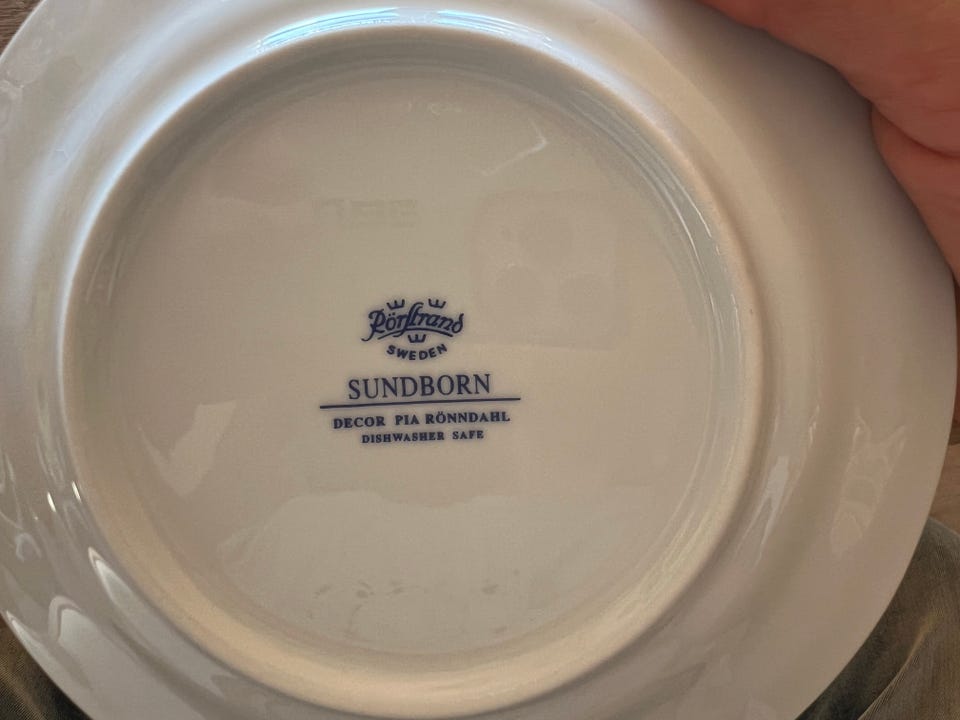 Rörstrand
SWEDEN
SUNDBORN
DECOR PIA RÖNNDAHL
DISHWASHER SAFE